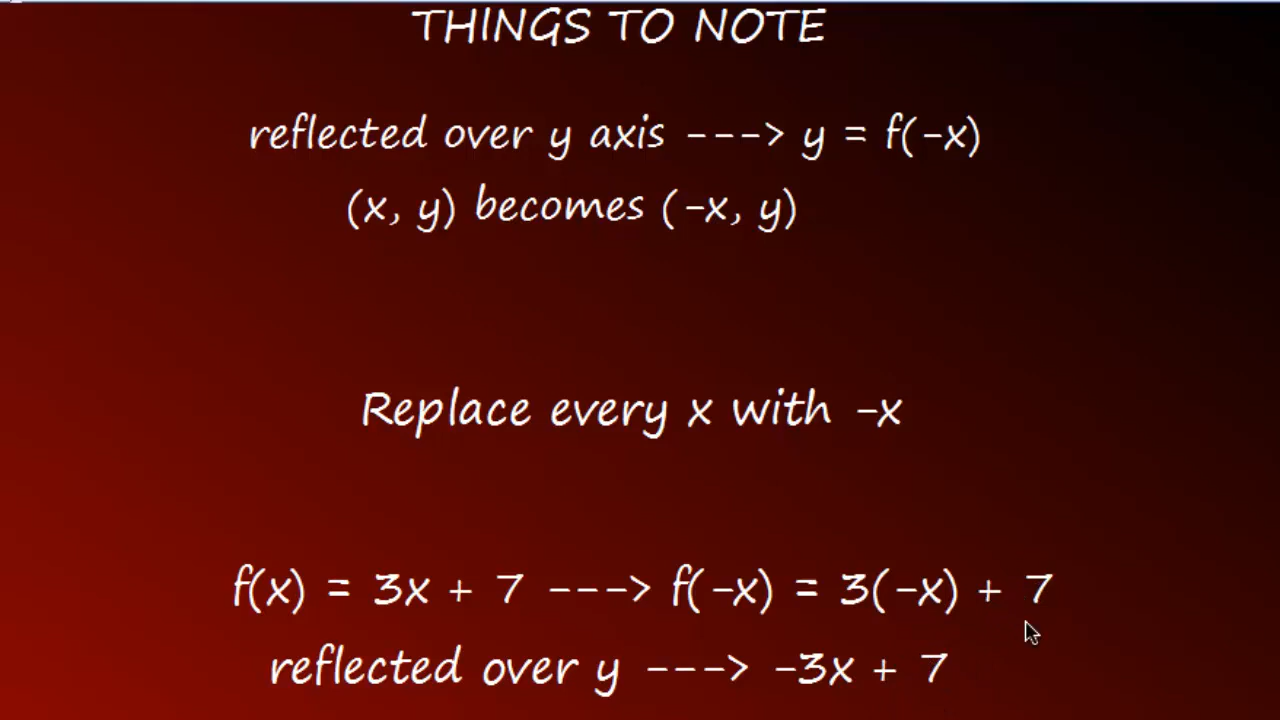 THINGS TO NOTE
reflected over y axis ---> y = f(-x)
(x, y) becomes (-x, y)
Replace every x with -x
f(x) = 3x + 7 ---> f(-x) = 3(-x) + 7
reflected over y ---> -3x + 7